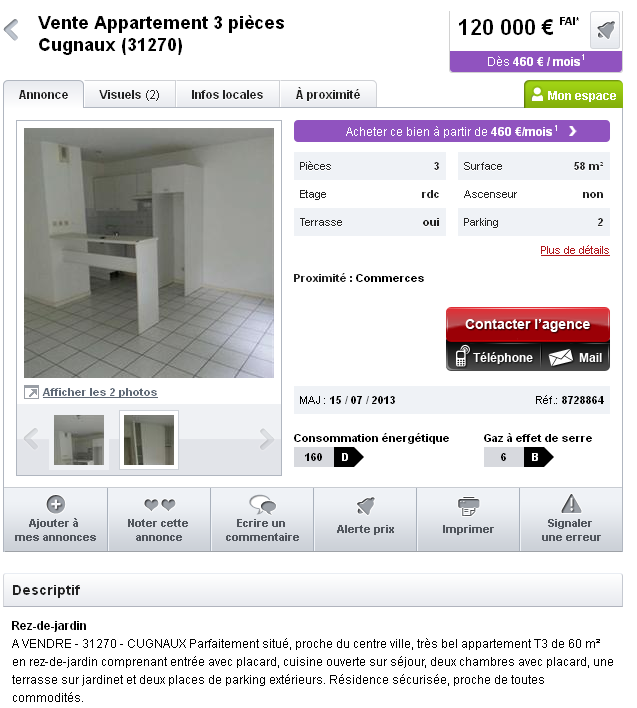 Vente Appartement 3 pièces
Cugnaux (31270)
120 000 € FAI*
Dès 460 € / mois1
Annonce
Visuels (2)
Infos locales
À proximité
Mon espace
Acheter ce bien à partir de 460 €/mois 1
Pièces 3
Surface 58 m²
Etage rdc
Ascenseur non
Terrasse oui
Parking 2
Plus de détails
Proximité : Commerces
Contacter l'agence
Téléphone
Mail
Afficher les 2 photos
MAJ : 15 / 07 / 2013
Réf.: 8728864
Consommation énergétique
160 D
Gaz à effet de serre
6 B
Ajouter à
mes annonces
Noter cette
annonce
Ecrire un
commentaire
Alerte prix
Imprimer
Signaler
une erreur
Descriptif
Rez-de-jardin
A VENDRE - 31270 - CUGNAUX Parfaitement situé, proche du centre ville, très bel appartement T3 de 60 m²
en rez-de-jardin comprenant entrée avec placard, cuisine ouverte sur séjour, deux chambres avec placard, une
terrasse sur jardinet et deux places de parking extérieurs. Résidence sécurisée, proche de toutes
commodités.